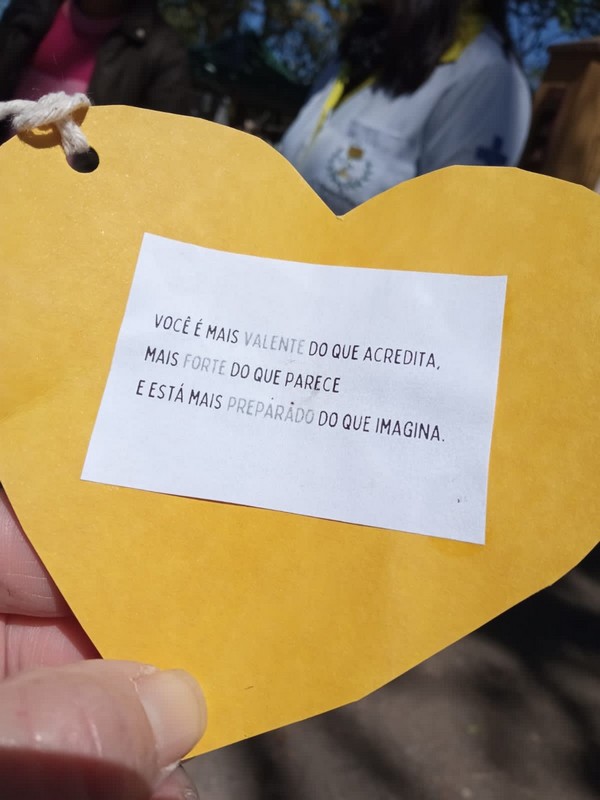 VOCÊ É MAIS VALENTE DO QUE ACREDITA,
MAIS FORTE DO QUE PARECE
E ESTÁ MAIS PREPARADO DO QUE IMAGINA.